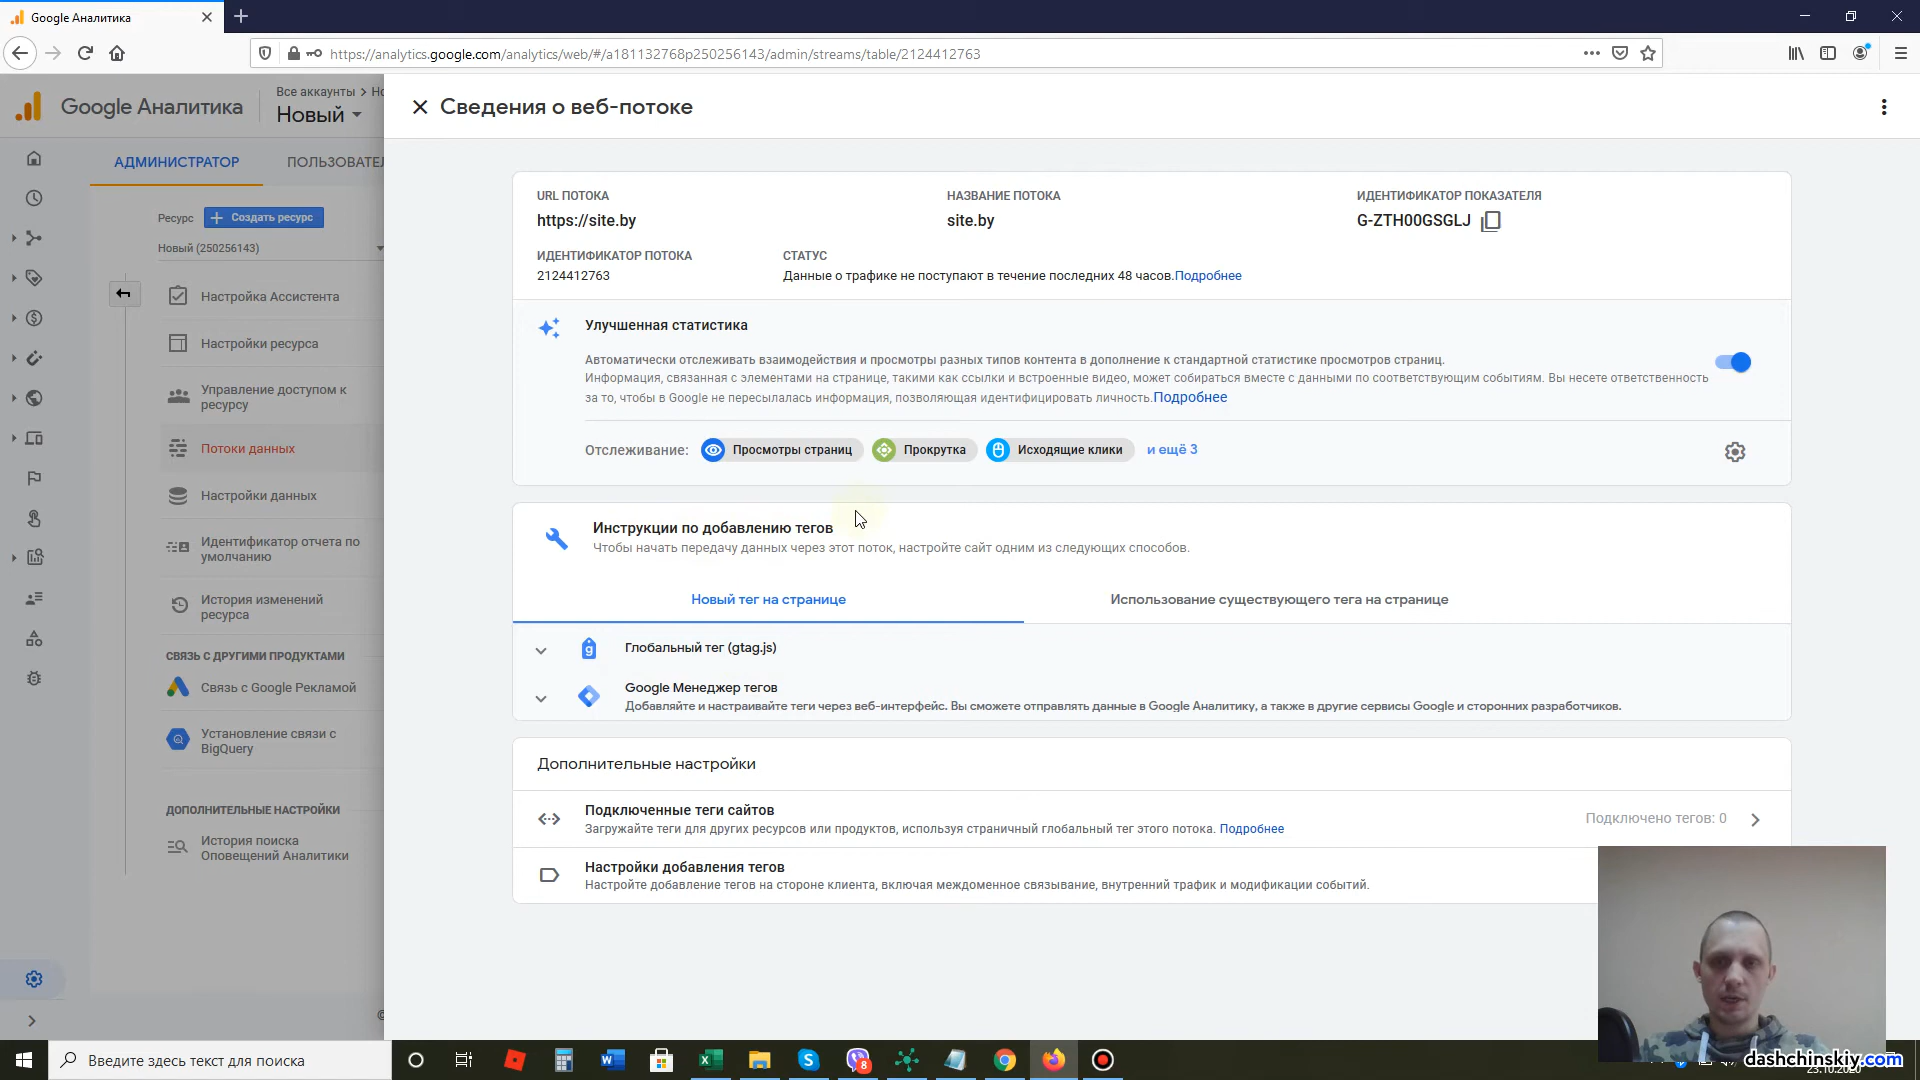 Google Аналитика
https://analytics.google.com/analytics/web/#/a181132768p250256143/admin/streams/table/2124412763
Google Аналитика
Все аккаунты > Но
Новый
АДМИНИСТРАТОР
ПОЛЬЗОВАТЕЛ
Ресурс
Создать ресурс
Новый (250256143)
Настройка Ассистента
Настройки ресурса
Управление доступом к
ресурсу
Потоки данных
Настройки данных
Идентификатор отчета по
умолчанию
История изменений
ресурса
СВЯЗЬ С ДРУГИМИ ПРОДУКТАМИ
Связь с Google Рекламой
Установление связи с
BigQuery
ДОПОЛНИТЕЛЬНЫЕ НАСТРОЙКИ
История поиска
Оповещений Аналитики
Сведения о веб-потоке
URL ПОТОКА
https://site.by
НАЗВАНИЕ ПОТОКА
site.by
ИДЕНТИФИКАТОР ПОКАЗАТЕЛЯ
G-ZTH00GSGLJ
ИДЕНТИФИКАТОР ПОТОКА
2124412763
СТАТУС
Данные о трафике не поступают в течение последних 48 часов.Подробнее
Улучшенная статистика
Автоматически отслеживать взаимодействия и просмотры разных типов контента в дополнение к стандартной статистике просмотров страниц.
Информация, связанная с элементами на странице, такими как ссылки и встроенные видео, может собираться вместе с данными по соответствующим событиям. Вы несете ответственность
за то, чтобы в Google не пересылалась информация, позволяющая идентифицировать личность.Подробнее
Отслеживание: Просмотры страниц Прокрутка Исходящие клики и ещё 3
Инструкции по добавлению тегов
Чтобы начать передачу данных через этот поток, настройте сайт одним из следующих способов.
Новый тег на странице
Использование существующего тега на странице
Глобальный тег (gtag.js)
g
Google Менеджер тегов
Добавляйте и настраивайте теги через веб-интерфейс. Вы сможете отправлять данные в Google Аналитику, а также в другие сервисы Google и сторонних разработчиков.
Дополнительные настройки
Подключенные теги сайтов
Загружайте теги для других ресурсов или продуктов, используя страничный глобальный тег этого потока. Подробнее
Подключено тегов: 0
Настройки добавления тегов
Настройте добавление тегов на стороне клиента, включая междоменное связывание, внутренний трафик и модификации событий.
Введите здесь текст для поиска
8
dashchinskiy.com
23.10.2020